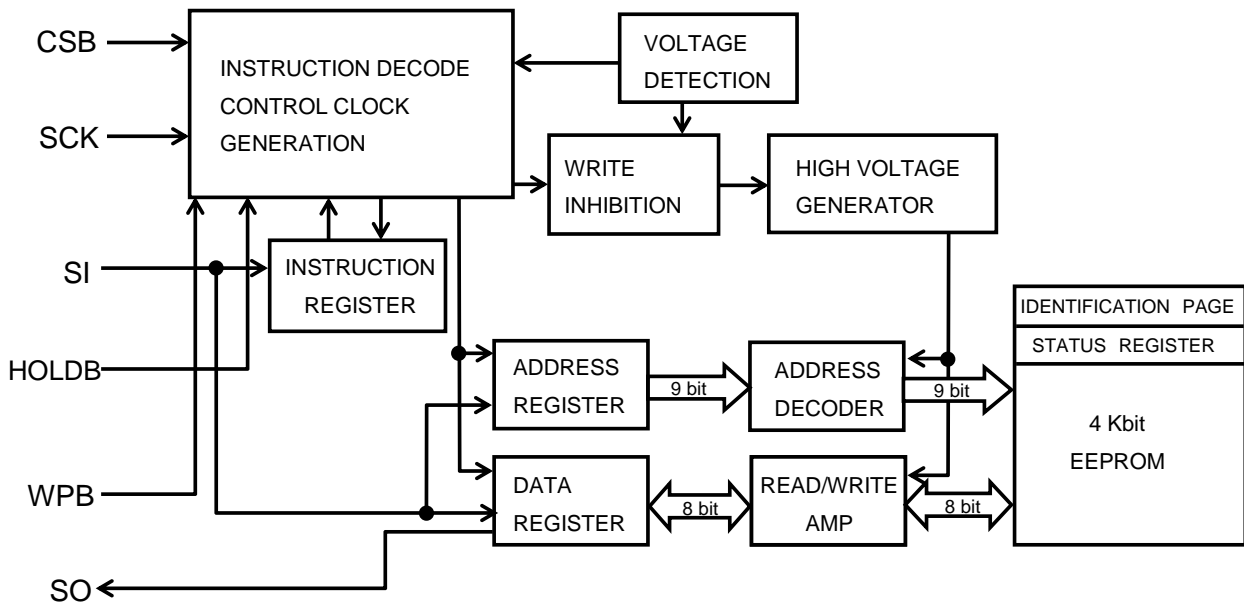 CSB
SCK
SI
HOLDB
WPB
SO
INSTRUCTION DECODE
CONTROL CLOCK
GENERATION
VOLTAGE
DETECTION
WRITE
INHIBITION
HIGH VOLTAGE
GENERATOR
INSTRUCTION
REGISTER
ADDRESS
REGISTER
9 bit
ADDRESS
DECODER
9 bit
DATA
REGISTER
8 bit
READ/WRITE
AMP
8 bit
IDENTIFICATION PAGE
STATUS REGISTER
4 Kbit
EEPROM